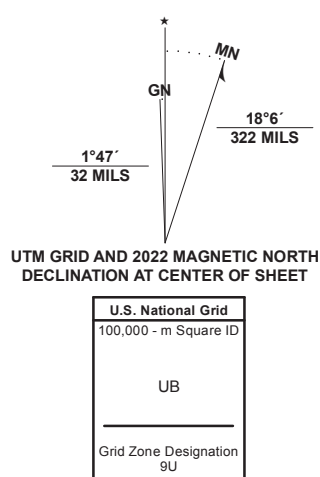 ★
MN
GN
18°6´
322 MILS
1°47´
32 MILS
UTM GRID AND 2022 MAGNETIC NORTH
DECLINATION AT CENTER OF SHEET
U.S. National Grid
100,000 - m Square ID
UB
Grid Zone Designation
9U